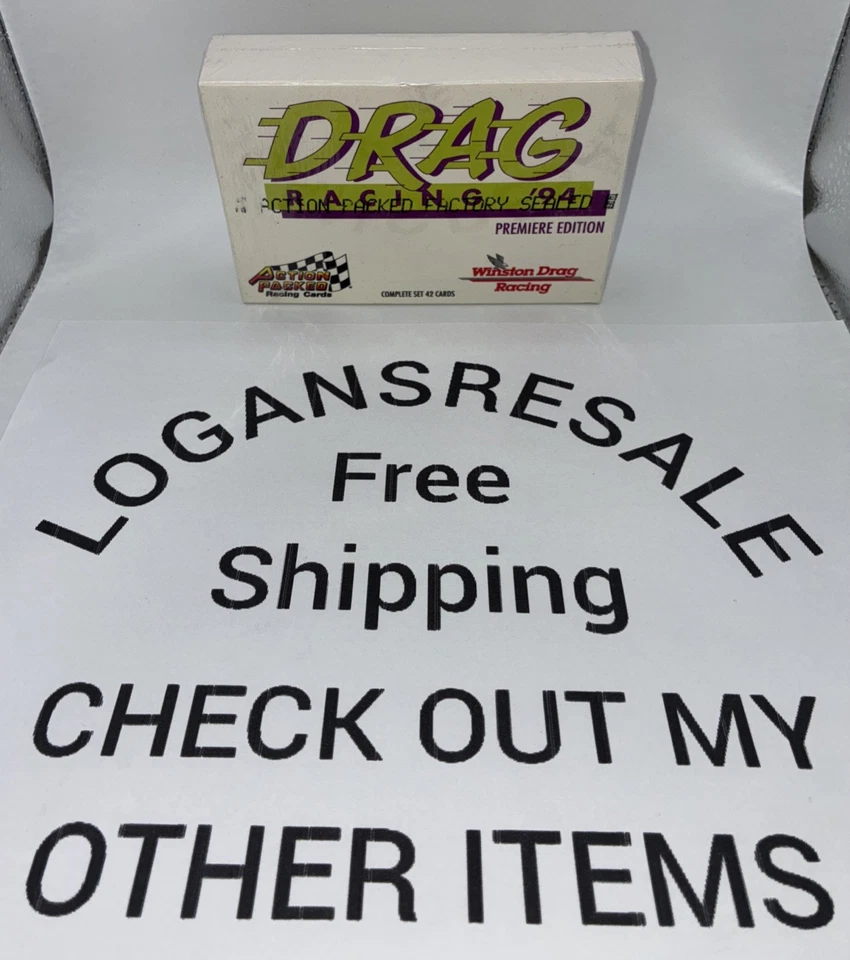 DRAG
RACING '94
ACTION PACKED FACTORY SEALED
PREMIERE EDITION
ACTION PACKED Racing Cards
COMPLETE SET 42 CARDS
Winston Drag Racing
LOGANSRESALE
Free
Shipping
CHECK OUT MY
OTHER ITEMS